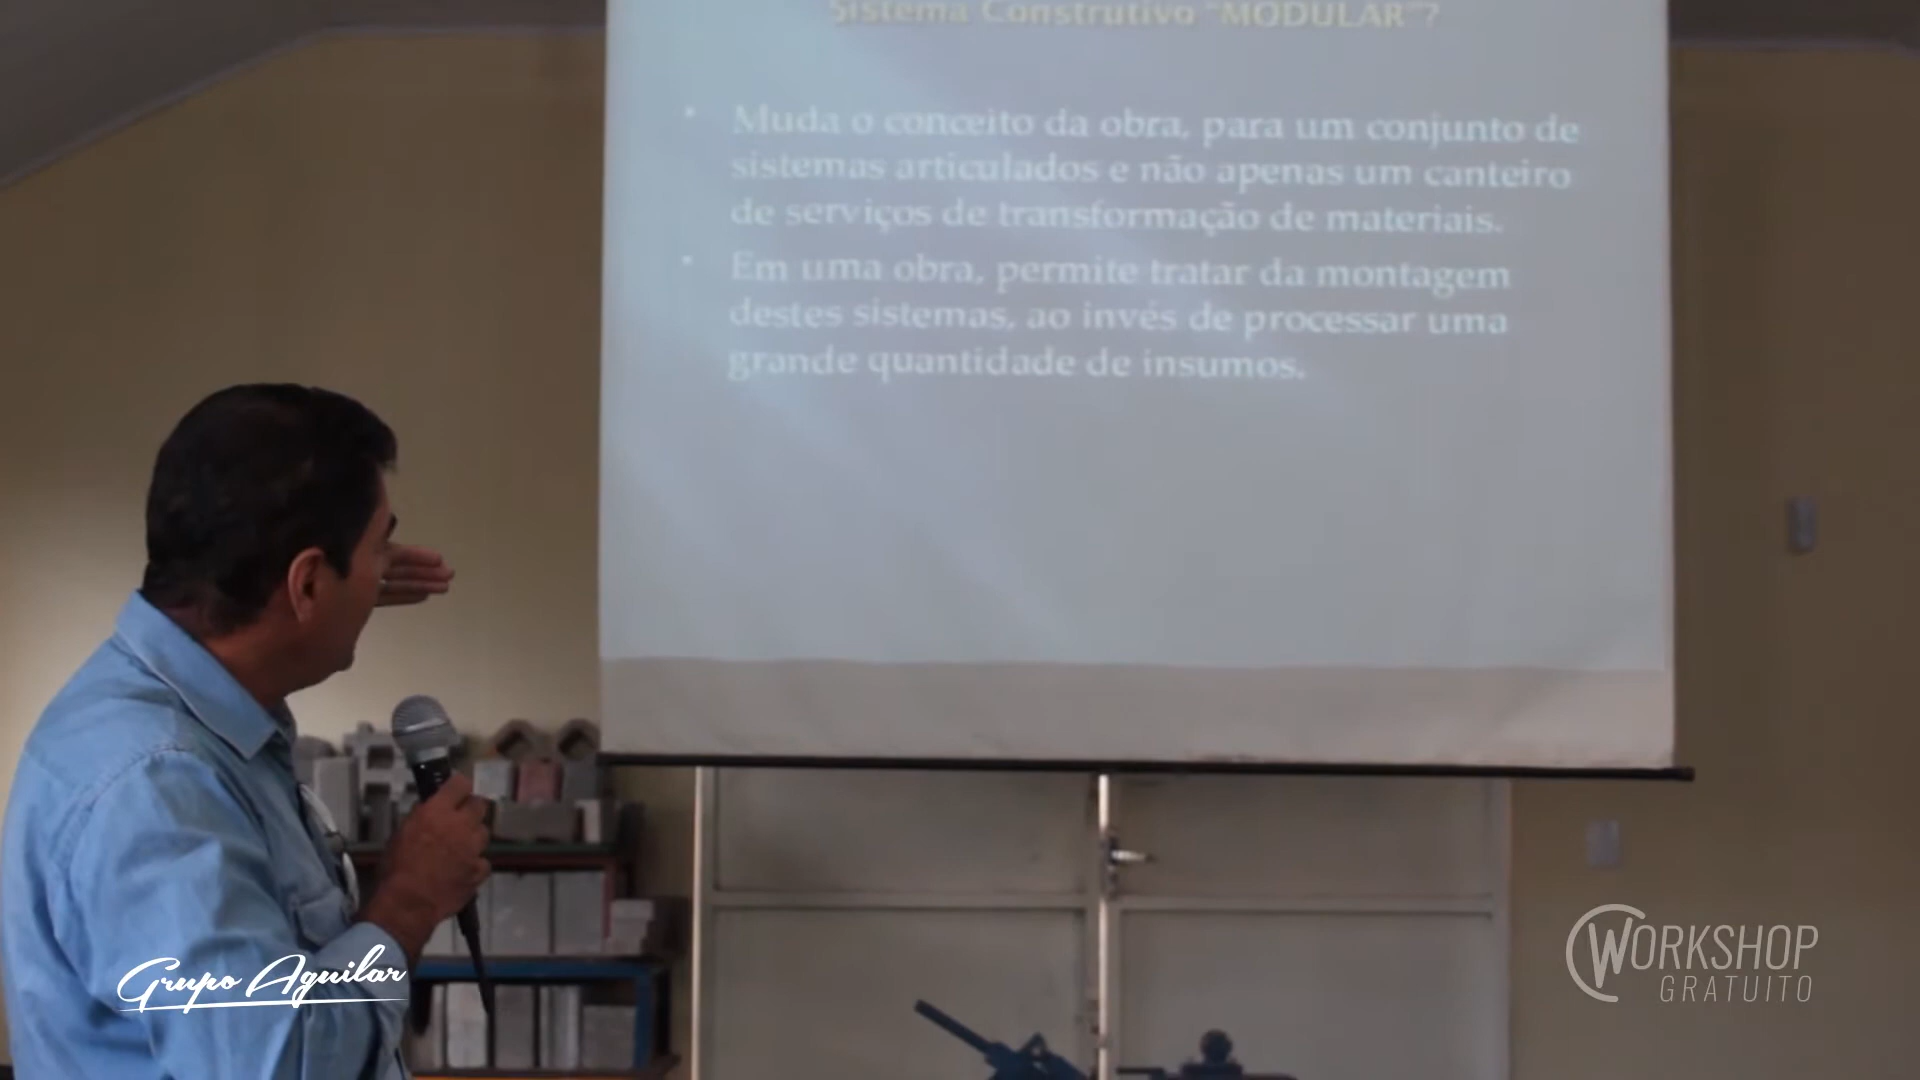 Sistema Construtivo "MODULAR"?
• Muda o conceito da obra, para um conjunto de
sistemas articulados e não apenas um canteiro
de serviços de transformação de materiais.
• Em uma obra, permite tratar da montagem
destes sistemas, ao invés de processar uma
grande quantidade de insumos.
Grupo Aguilar
WORKSHOP
GRATUITO